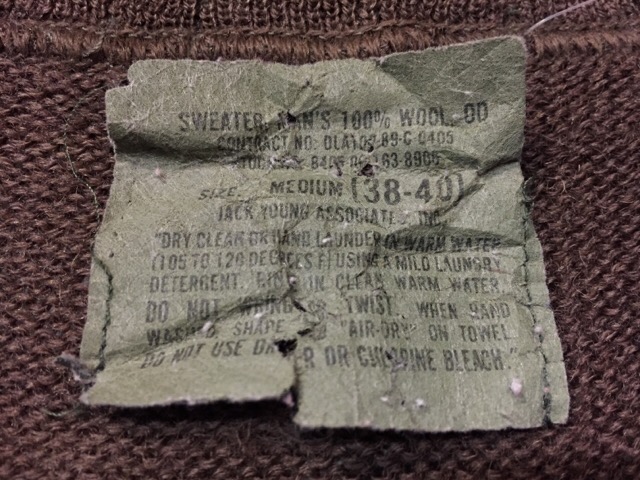 SWEATER, MAN'S 100% WOOL, OD
CONTRACT NO: DLA100-89-C-0405
8405 63-8905
SIZE MEDIUM (38-40)
JACK YOUNG ASSOCIATES, INC.
"DRY CLEAN OR HAND LAUNDER IN WARM WATER
(105 TO 120 DEGREES F) USING A MILD LAUNDRY
DETERGENT. RINSE IN CLEAR WARM WATER.
DO NOT WRING OR TWIST. WHEN HAND
WASHED SHAPE "AIR-DRY" ON TOWEL.
DO NOT USE DRYER OR CHLORINE BLEACH."